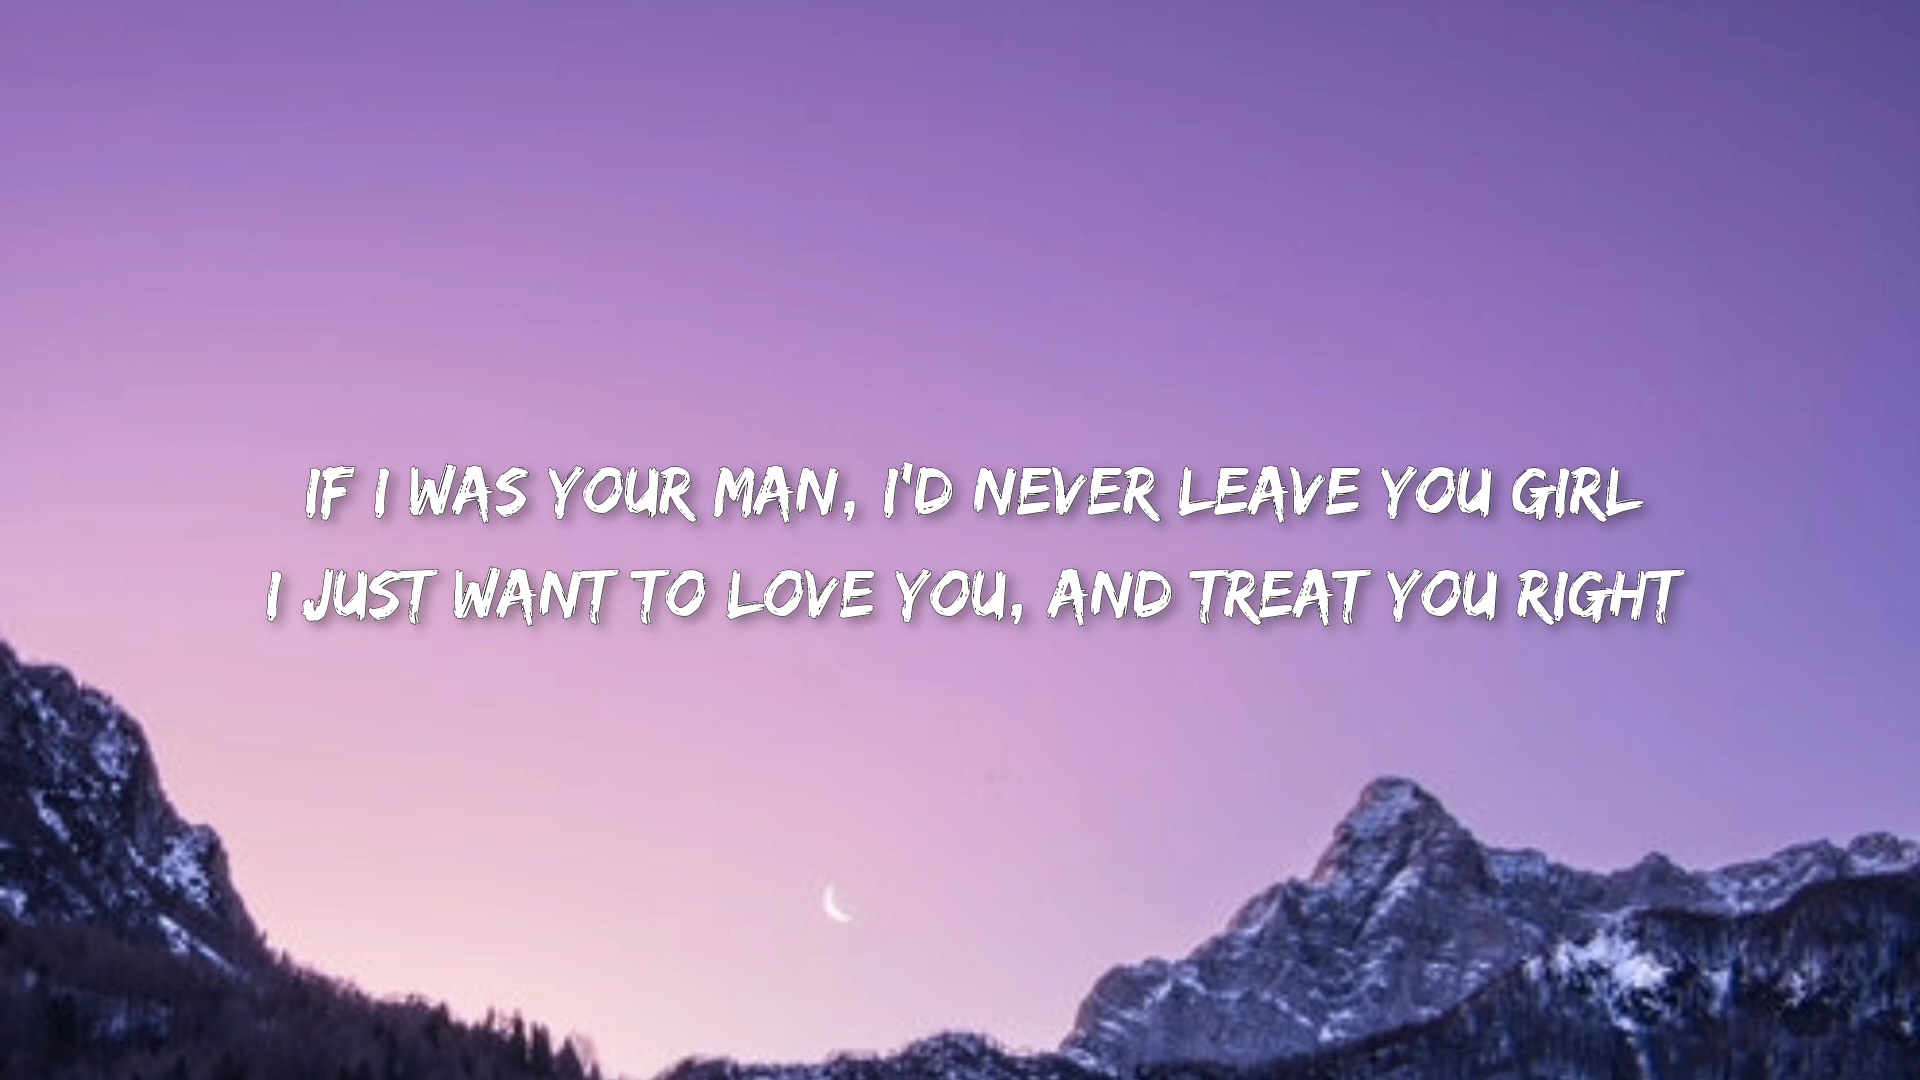 IF I WAS YOUR MAN, I'D NEVER LEAVE YOU GIRL
I JUST WANT TO LOVE YOU, AND TREAT YOU RIGHT